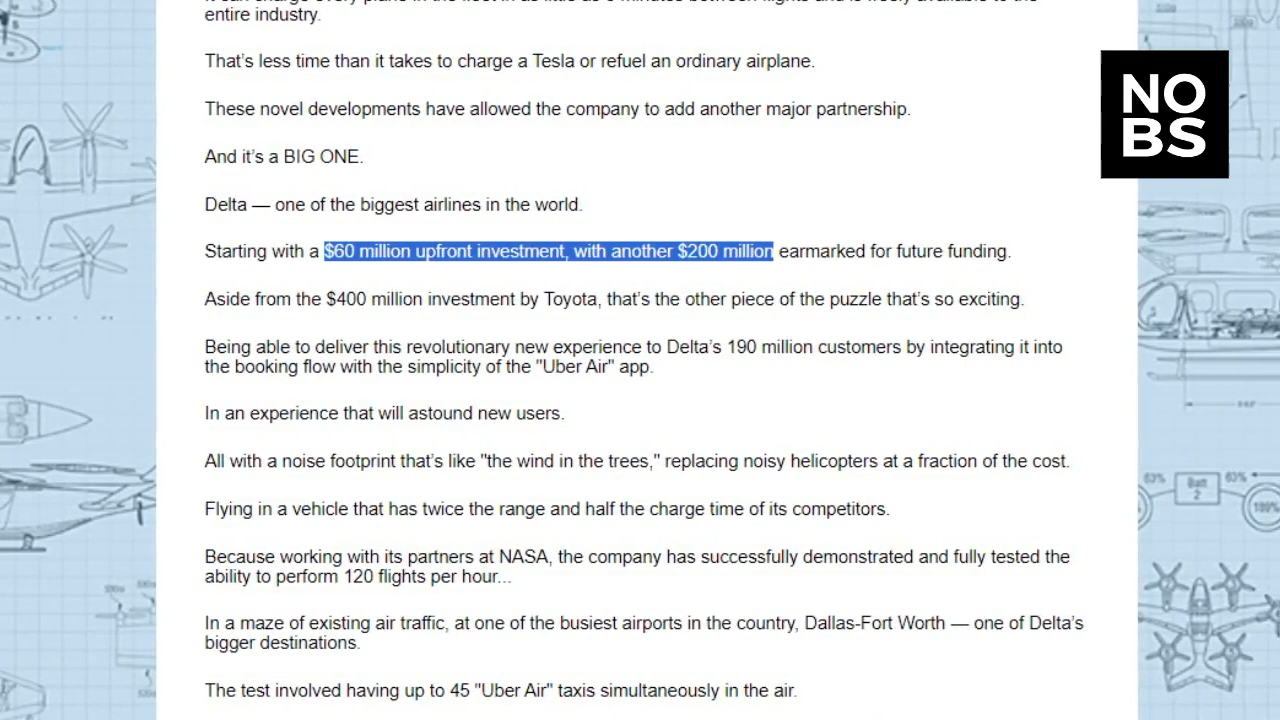 entire industry.
That's less time than it takes to charge a Tesla or refuel an ordinary airplane.
These novel developments have allowed the company to add another major partnership.
And it's a BIG ONE.
Delta — one of the biggest airlines in the world.
Starting with a $60 million upfront investment, with another $200 million earmarked for future funding.
Aside from the $400 million investment by Toyota, that's the other piece of the puzzle that's so exciting.
Being able to deliver this revolutionary new experience to Delta's 190 million customers by integrating it into
the booking flow with the simplicity of the "Uber Air" app.
In an experience that will astound new users.
All with a noise footprint that's like "the wind in the trees," replacing noisy helicopters at a fraction of the cost.
Flying in a vehicle that has twice the range and half the charge time of its competitors.
Because working with its partners at NASA, the company has successfully demonstrated and fully tested the
ability to perform 120 flights per hour...
In a maze of existing air traffic, at one of the busiest airports in the country, Dallas-Fort Worth — one of Delta's
bigger destinations.
The test involved having up to 45 "Uber Air" taxis simultaneously in the air.
NO
BS
63%
Batt
2
63%